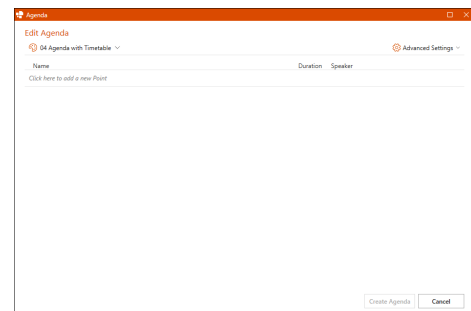 Agenda
Edit Agenda
04 Agenda with Timetable
Advanced Settings
Name Duration Speaker
Click here to add a new Point
Create Agenda Cancel